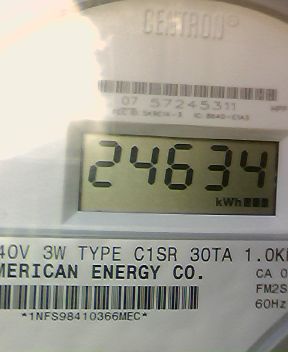 CENTRON®
07 57245311
24634
kWh
40V 3W TYPE C1SR 30TA 1.0K
MERICAN ENERGY CO.
CA 0
FM2S
60Hz
*1NFS98410366MEC*